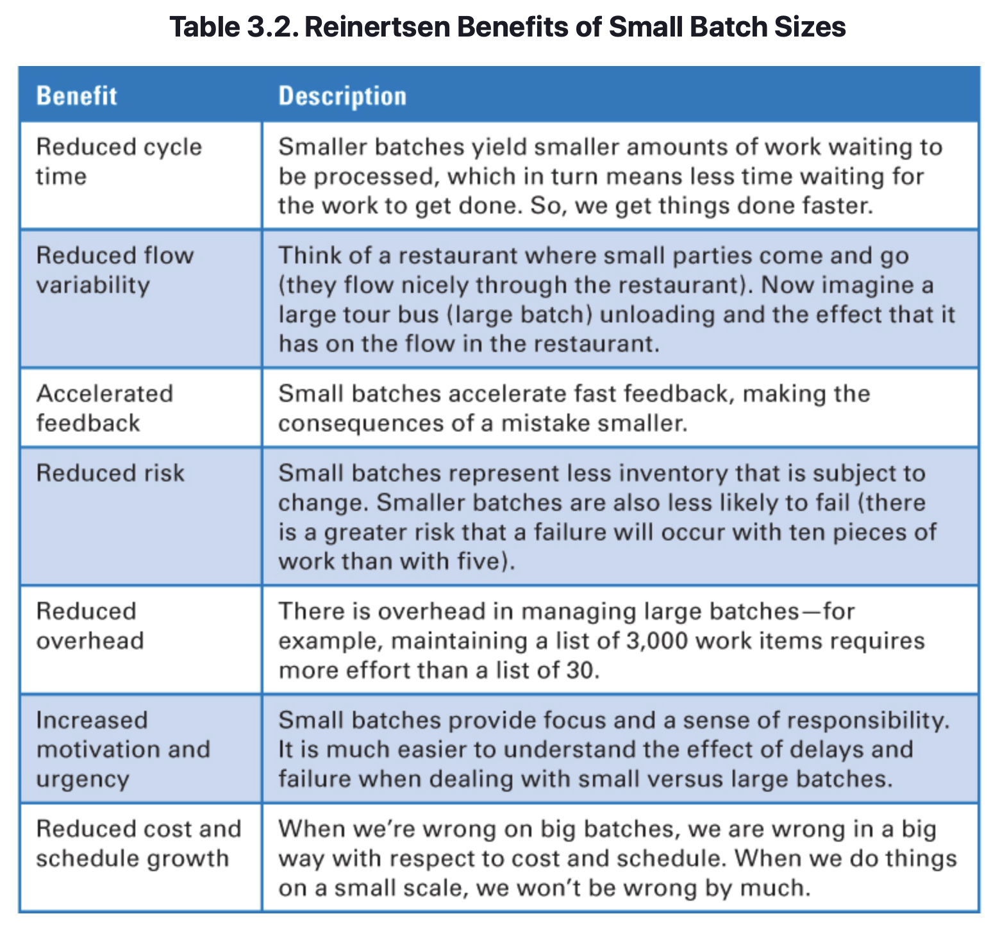 Table 3.2. Reinertsen Benefits of Small Batch Sizes
Benefit
Description
Reduced cycle
time
Smaller batches yield smaller amounts of work waiting to
be processed, which in turn means less time waiting for
the work to get done. So, we get things done faster.
Reduced flow
variability
Think of a restaurant where small parties come and go
(they flow nicely through the restaurant). Now imagine a
large tour bus (large batch) unloading and the effect that it
has on the flow in the restaurant.
Accelerated
feedback
Small batches accelerate fast feedback, making the
consequences of a mistake smaller.
Reduced risk
Small batches represent less inventory that is subject to
change. Smaller batches are also less likely to fail (there
is a greater risk that a failure will occur with ten pieces of
work than with five).
Reduced
overhead
There is overhead in managing large batches—for
example, maintaining a list of 3,000 work items requires
more effort than a list of 30.
Increased
motivation and
urgency
Small batches provide focus and a sense of responsibility.
It is much easier to understand the effect of delays and
failure when dealing with small versus large batches.
Reduced cost and
schedule growth
When we’re wrong on big batches, we are wrong in a big
way with respect to cost and schedule. When we do things
on a small scale, we won’t be wrong by much.